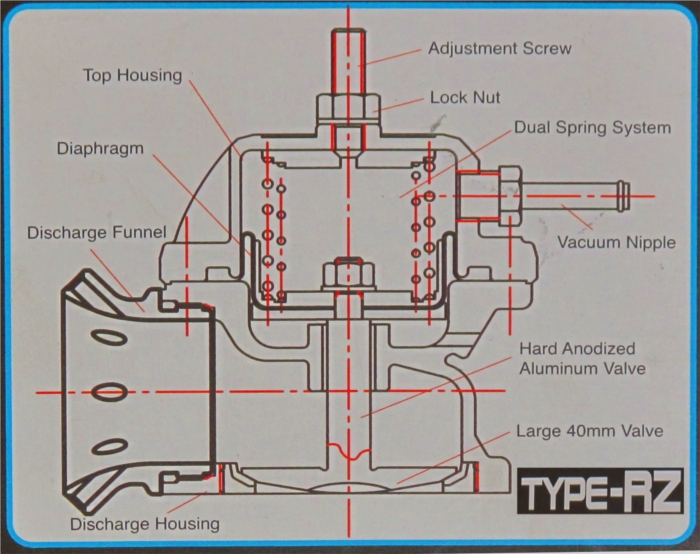 Adjustment Screw
Top Housing
Lock Nut
Dual Spring System
Diaphragm
Discharge Funnel
Vacuum Nipple
Hard Anodized
Aluminum Valve
Large 40mm Valve
TYPE-RZ
Discharge Housing